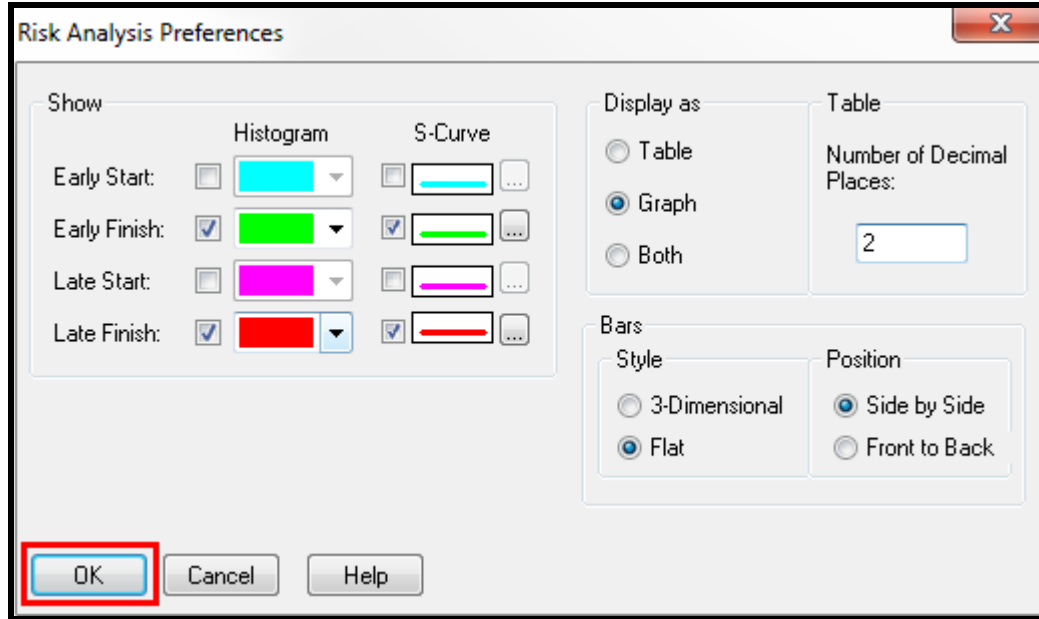 Risk Analysis Preferences
X
Show
Histogram S-Curve
Early Start: ...
Early Finish: ...
Late Start: ...
Late Finish: ...
Display as
Table
Graph
Both
Table
Number of Decimal
Places:
2
Bars
Style
3-Dimensional
Flat
Position
Side by Side
Front to Back
OK Cancel Help